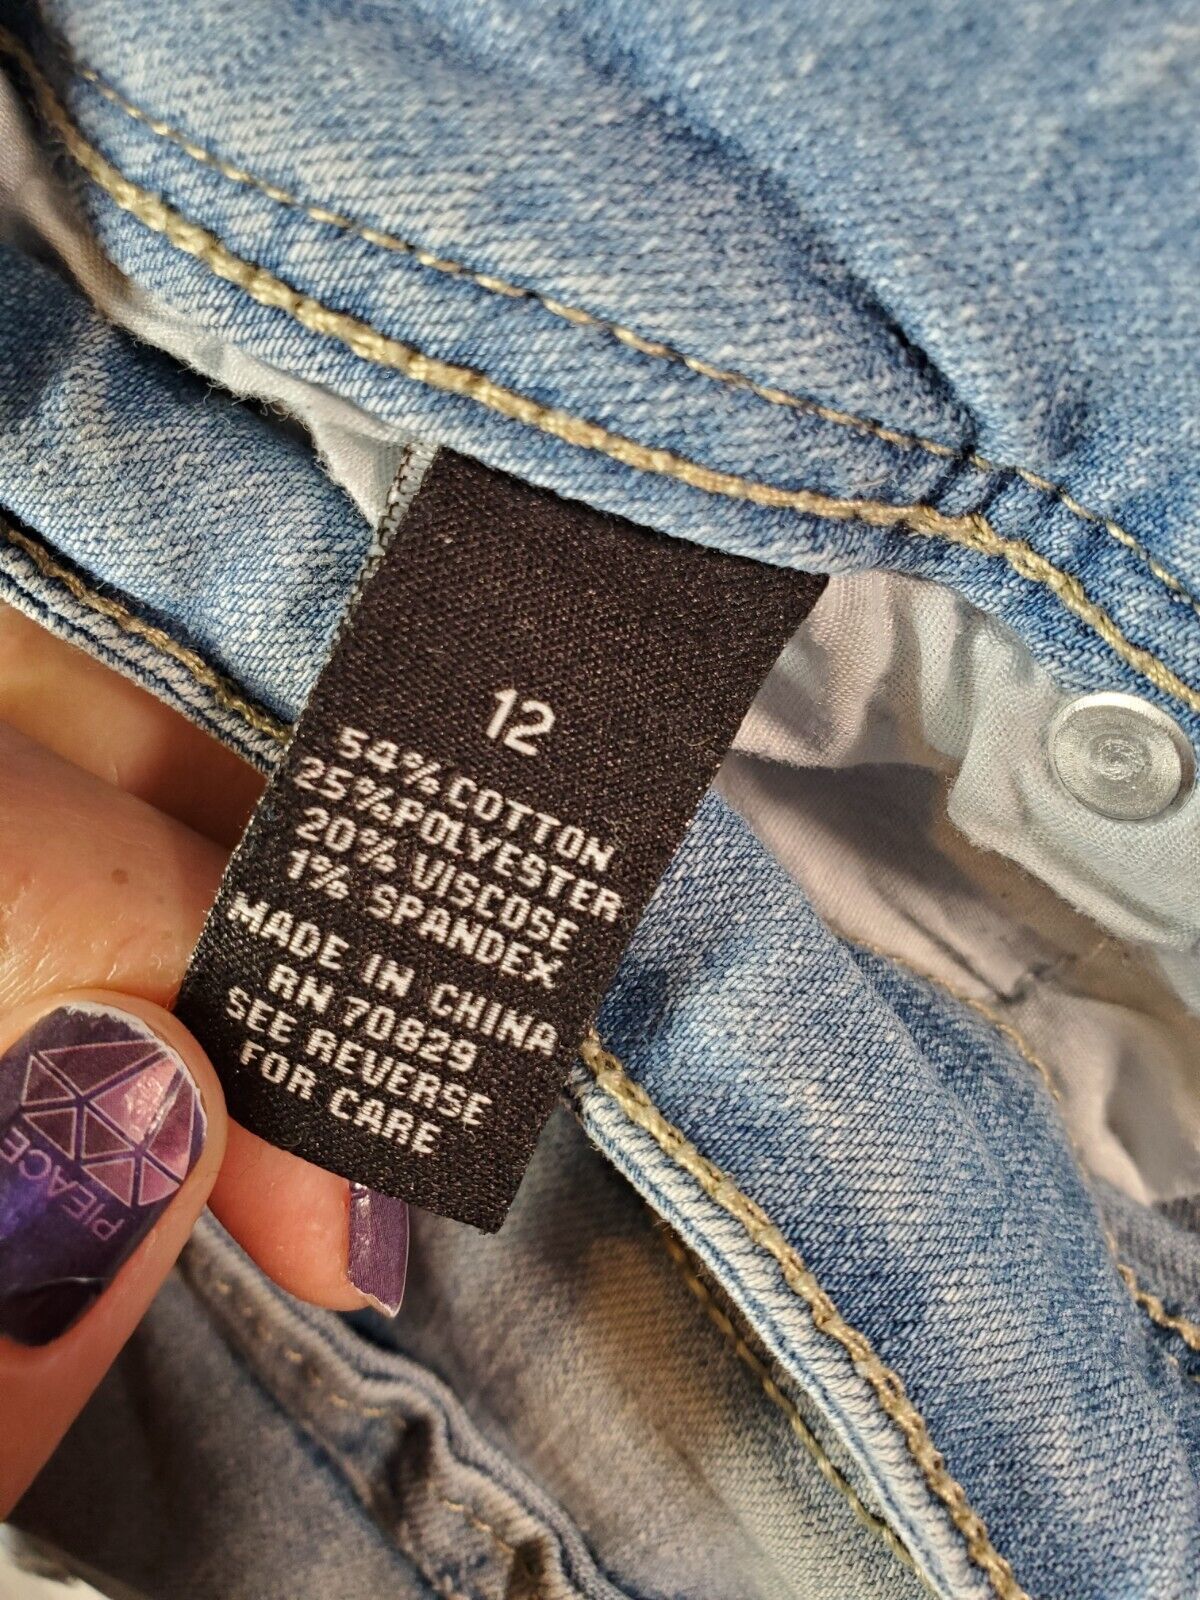 12
54% COTTON
25% POLYESTER
20% VISCOSE
1% SPANDEX
MADE IN CHINA
RN 70829
SEE REVERSE
FOR CARE
PIEACE